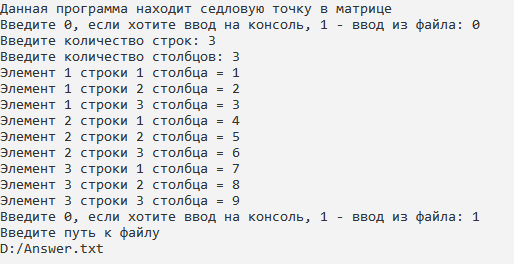 Данная программа находит седловую точку в матрице
Введите 0, если хотите ввод на консоль, 1 - ввод из файла: 0
Введите количество строк: 3
Введите количество столбцов: 3
Элемент 1 строки 1 столбца = 1
Элемент 1 строки 2 столбца = 2
Элемент 1 строки 3 столбца = 3
Элемент 2 строки 1 столбца = 4
Элемент 2 строки 2 столбца = 5
Элемент 2 строки 3 столбца = 6
Элемент 3 строки 1 столбца = 7
Элемент 3 строки 2 столбца = 8
Элемент 3 строки 3 столбца = 9
Введите 0, если хотите ввод на консоль, 1 - ввод из файла: 1
Введите путь к файлу
D:/Answer.txt